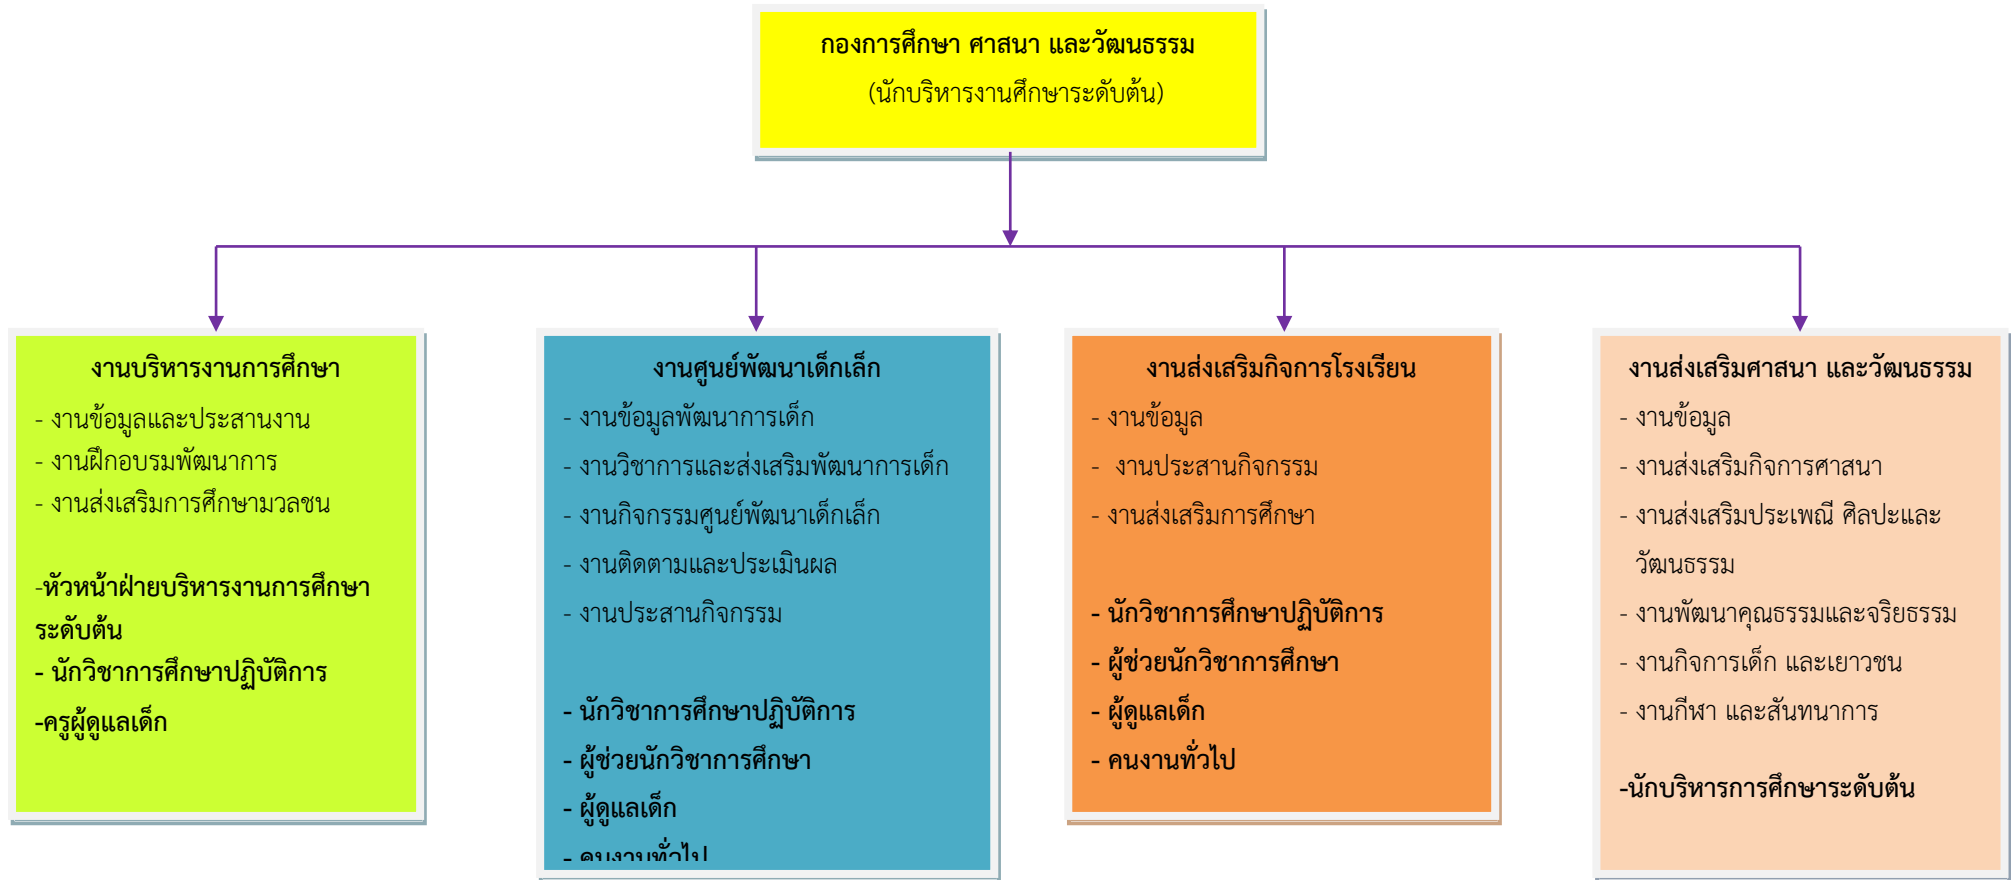 กองการศึกษา ศาสนา และวัฒนธรรม
(นักบริหารงานศึกษาระดับต้น)
งานบริหารงานการศึกษา
- งานข้อมูลและประสานงาน
- งานฝึกอบรมพัฒนาการ
- งานส่งเสริมการศึกษามวลชน
-หัวหน้าฝ่ายบริหารงานการศึกษา
ระดับต้น
- นักวิชาการศึกษาปฏิบัติการ
-ครูผู้ดูแลเด็ก
งานศูนย์พัฒนาเด็กเล็ก
- งานข้อมูลพัฒนาการเด็ก
- งานวิชาการและส่งเสริมพัฒนาการเด็ก
- งานกิจกรรมศูนย์พัฒนาเด็กเล็ก
- งานติดตามและประเมินผล
- งานประสานกิจกรรม
- นักวิชาการศึกษาปฏิบัติการ
- ผู้ช่วยนักวิชาการศึกษา
- ผู้ดูแลเด็ก
- คนงานทั่วไป
งานส่งเสริมกิจการโรงเรียน
- งานข้อมูล
- งานประสานกิจกรรม
- งานส่งเสริมการศึกษา
- นักวิชาการศึกษาปฏิบัติการ
- ผู้ช่วยนักวิชาการศึกษา
- ผู้ดูแลเด็ก
- คนงานทั่วไป
งานส่งเสริมศาสนา และวัฒนธรรม
- งานข้อมูล
- งานส่งเสริมกิจการศาสนา
- งานส่งเสริมประเพณี ศิลปะและ
วัฒนธรรม
- งานพัฒนาคุณธรรมและจริยธรรม
- งานกิจการเด็ก และเยาวชน
- งานกีฬา และสันทนาการ
-นักบริหารการศึกษาระดับต้น